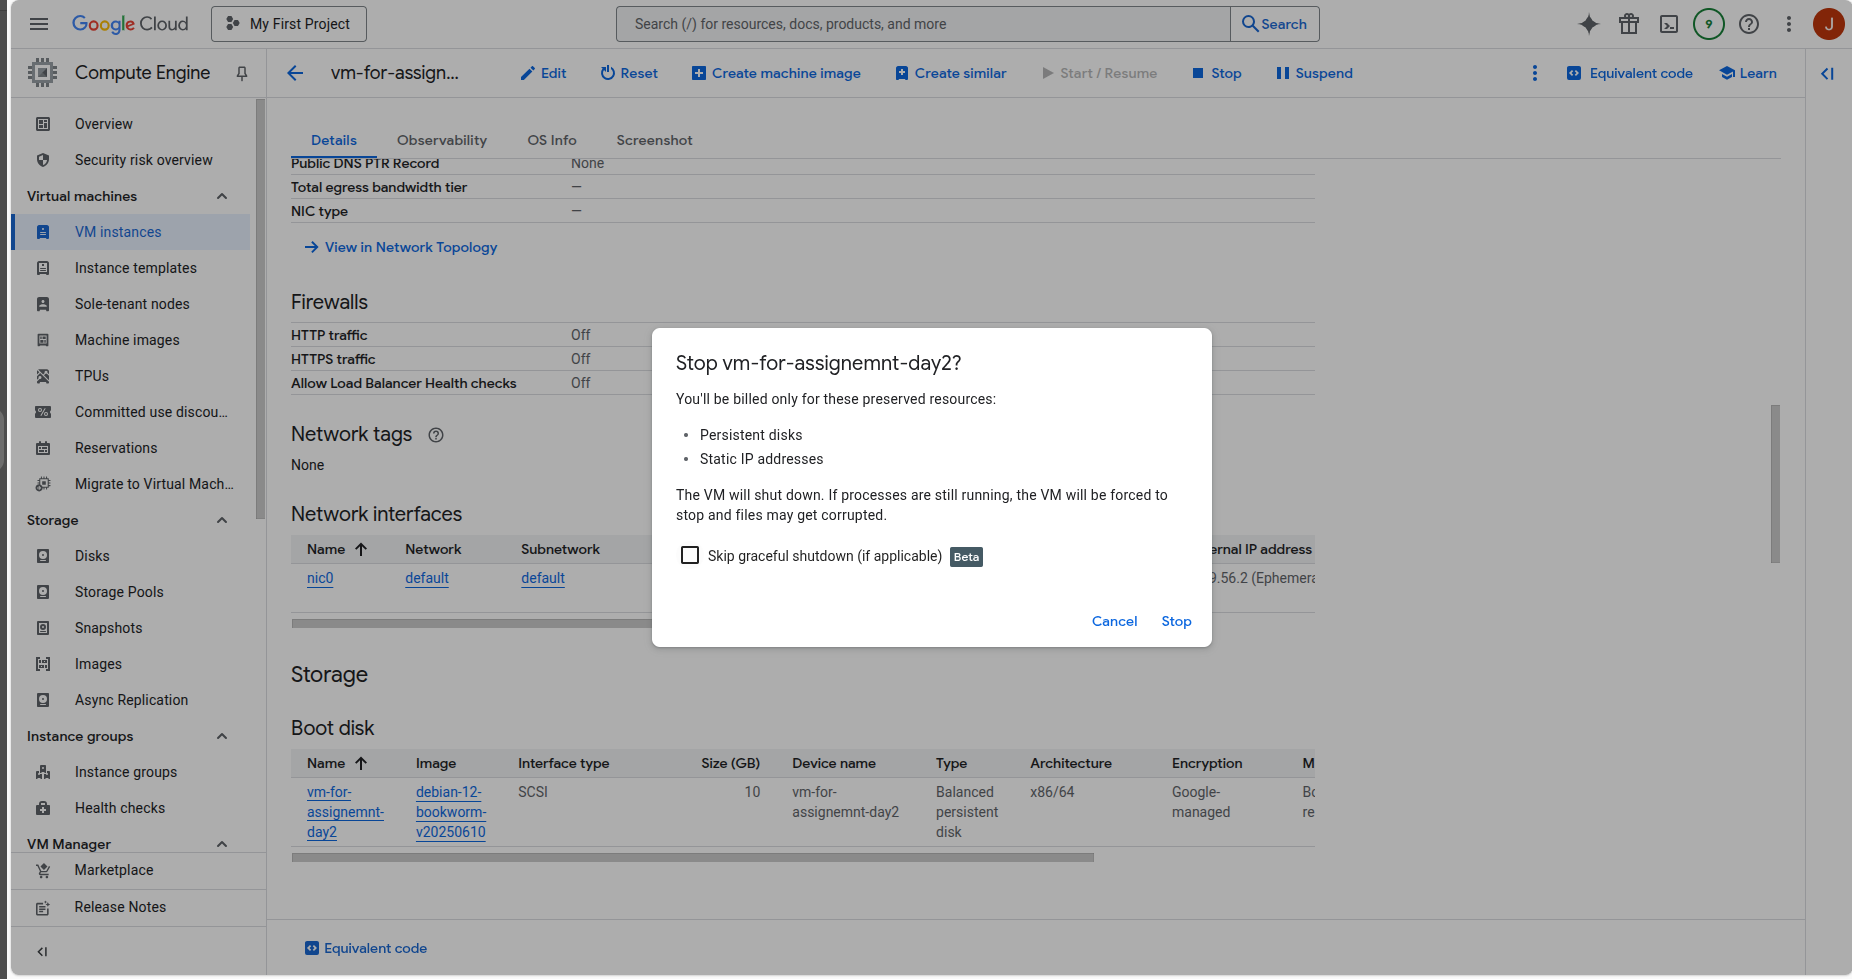 Google Cloud
My First Project
Search (/) for resources, docs, products, and more
Search
9
J
Compute Engine
vm-for-assign...
Edit
Reset
Create machine image
Create similar
Start / Resume
Stop
Suspend
Equivalent code
Learn
Overview
Security risk overview
Virtual machines
VM instances
Instance templates
Sole-tenant nodes
Machine images
TPUs
Committed use discou...
Reservations
Migrate to Virtual Mach...
Storage
Disks
Storage Pools
Snapshots
Images
Async Replication
Instance groups
Instance groups
Health checks
VM Manager
Marketplace
Release Notes
Details
Observability
OS Info
Screenshot
Public DNS PTR Record None
Total egress bandwidth tier —
NIC type —
View in Network Topology
Firewalls
HTTP traffic Off
HTTPS traffic Off
Allow Load Balancer Health checks Off
Network tags
None
Network interfaces
Name Network Subnetwork ernal IP address
nic0 default default 9.56.2 (Ephemera
Stop vm-for-assignemnt-day2?
You'll be billed only for these preserved resources:
• Persistent disks
• Static IP addresses
The VM will shut down. If processes are still running, the VM will be forced to
stop and files may get corrupted.
Skip graceful shutdown (if applicable) Beta
Cancel Stop
Storage
Boot disk
Name Image Interface type Size (GB) Device name Type Architecture Encryption M
vm-for- debian-12- SCSI 10 vm-for- Balanced x86/64 Google- Bo
assignemnt- bookworm- assignemnt-day2 persistent managed re
day2 v20250610 disk
Equivalent code